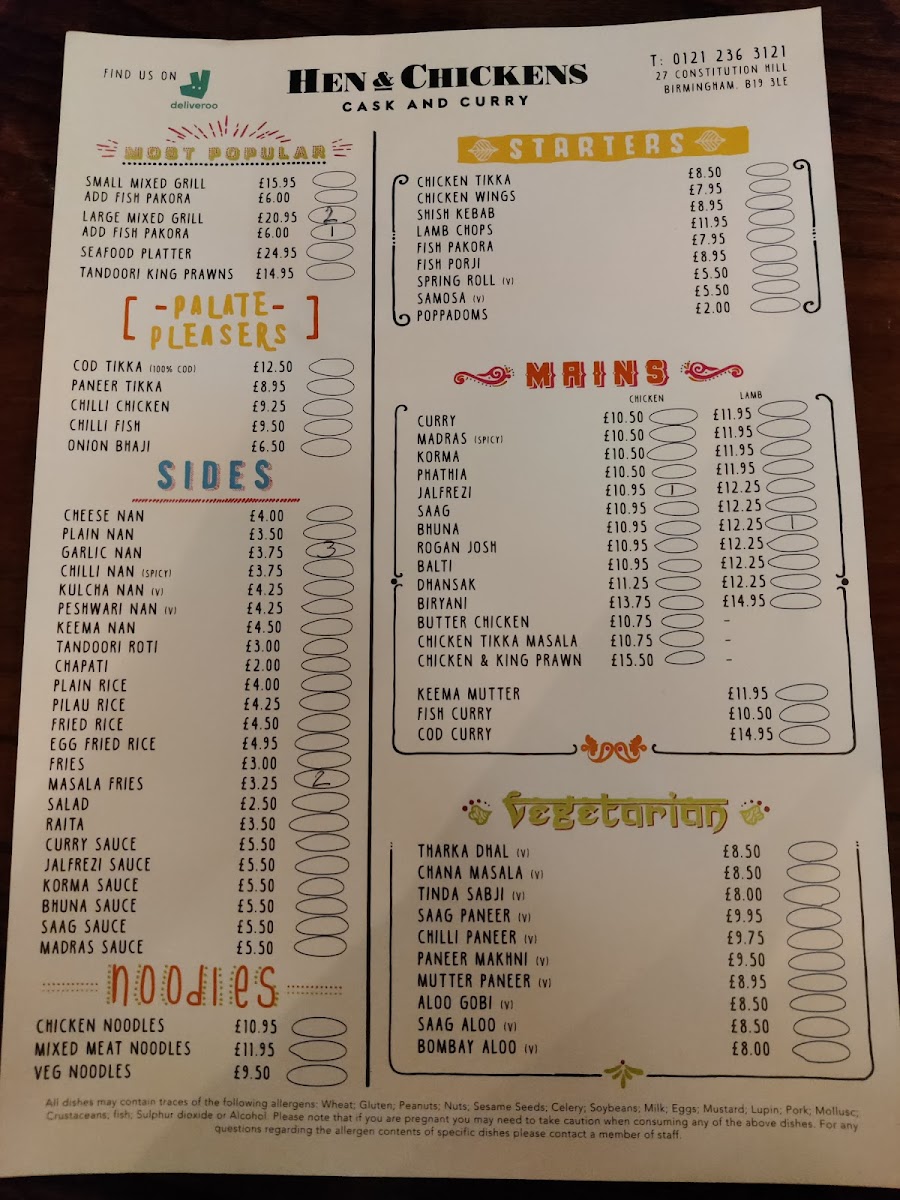 FIND US ON
deliveroo
HEN & CHICKENS
CASK AND CURRY
T: 0121 236 3121
27 CONSTITUTION HILL
BIRMINGHAM. B19 3LE
MOST POPULAR
SMALL MIXED GRILL £15.95
ADD FISH PAKORA £6.00
LARGE MIXED GRILL £20.95 2
ADD FISH PAKORA £6.00 1
SEAFOOD PLATTER £24.95
TANDOORI KING PRAWNS £14.95
-PALATE-
PLEASERS
COD TIKKA (100% COD) £12.50
PANEER TIKKA £8.95
CHILLI CHICKEN £9.25
CHILLI FISH £9.50
ONION BHAJI £6.50
SIDES
CHEESE NAN £4.00
PLAIN NAN £3.50
GARLIC NAN £3.75 3
CHILLI NAN (SPICY) £3.75
KULCHA NAN (V) £4.25
PESHWARI NAN (V) £4.25
KEEMA NAN £4.50
TANDOORI ROTI £3.00
CHAPATI £2.00
PLAIN RICE £4.00
PILAU RICE £4.25
FRIED RICE £4.50
EGG FRIED RICE £4.95
FRIES £3.00
MASALA FRIES £3.25 2
SALAD £2.50
RAITA £3.50
CURRY SAUCE £5.50
JALFREZI SAUCE £5.50
KORMA SAUCE £5.50
BHUNA SAUCE £5.50
SAAG SAUCE £5.50
MADRAS SAUCE £5.50
NOODLES
CHICKEN NOODLES £10.95
MIXED MEAT NOODLES £11.95
VEG NOODLES £9.50
STARTERS
CHICKEN TIKKA £8.50
CHICKEN WINGS £7.95
SHISH KEBAB £8.95
LAMB CHOPS £11.95
FISH PAKORA £7.95
FISH PORJI £8.95
SPRING ROLL (V) £5.50
SAMOSA (V) £5.50
POPPADOMS £2.00
MAINS
CHICKEN LAMB
CURRY £10.50 £11.95
MADRAS (SPICY) £10.50 £11.95
KORMA £10.50 £11.95
PHATHIA £10.50 £11.95
JALFREZI £10.95 1 £12.25
SAAG £10.95 £12.25
BHUNA £10.95 £12.25 1
ROGAN JOSH £10.95 £12.25
BALTI £10.95 £12.25
DHANSAK £11.25 £12.25
BIRYANI £13.75 £14.95
BUTTER CHICKEN £10.75 -
CHICKEN TIKKA MASALA £10.75 -
CHICKEN & KING PRAWN £15.50 -
KEEMA MUTTER £11.95
FISH CURRY £10.50
COD CURRY £14.95
Vegetarian
THARKA DHAL (V) £8.50
CHANA MASALA (V) £8.50
TINDA SABJI (V) £8.00
SAAG PANEER (V) £9.95
CHILLI PANEER (V) £9.75
PANEER MAKHNI (V) £9.50
MUTTER PANEER (V) £8.95
ALOO GOBI (V) £8.50
SAAG ALOO (V) £8.50
BOMBAY ALOO (V) £8.00
All dishes may contain traces of the following allergens: Wheat; Gluten; Peanuts; Nuts; Sesame Seeds; Celery; Soybeans; Milk; Eggs; Mustard; Lupin; Pork; Mollusc;
Crustaceans; fish; Sulphur dioxide or Alcohol. Please note that if you are pregnant you may need to take caution when consuming any of the above dishes. For any
questions regarding the allergen contents of specific dishes please contact a member of staff.